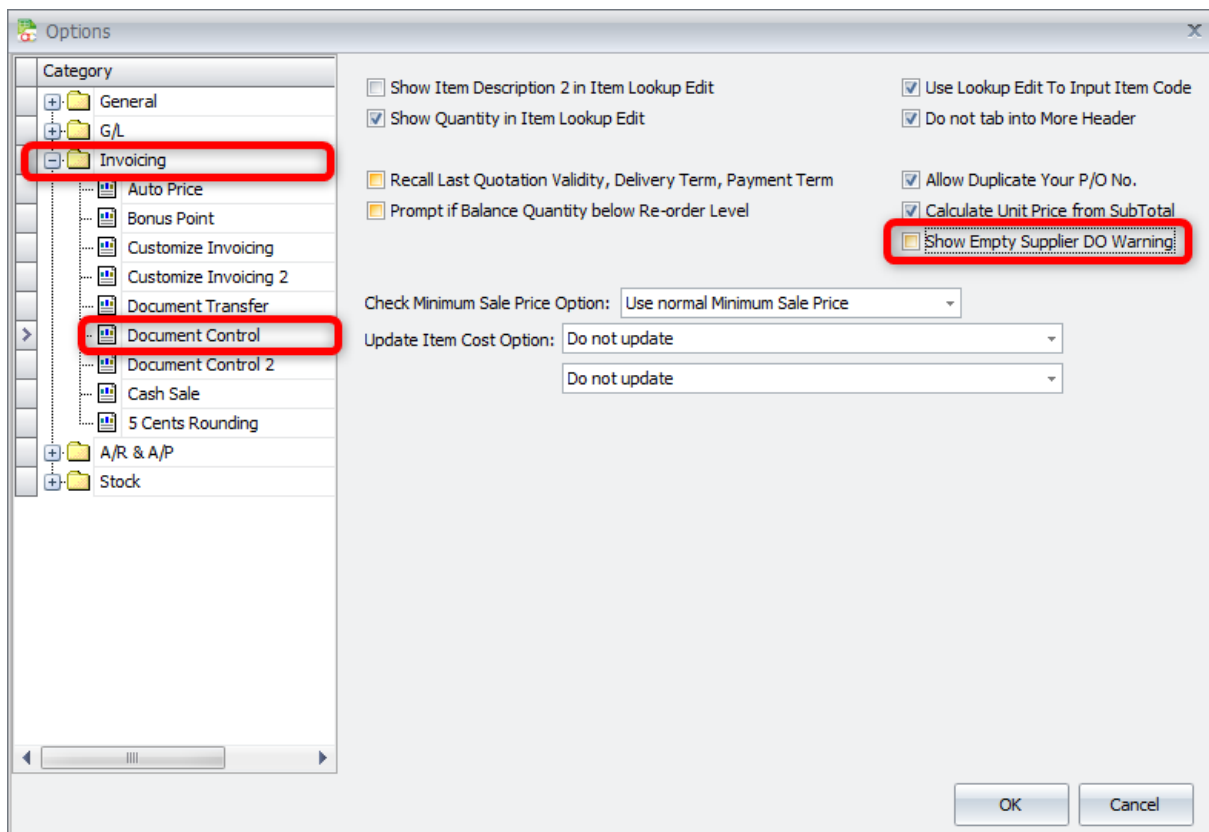 Options
Category
General
G/L
Invoicing
Auto Price
Bonus Point
Customize Invoicing
Customize Invoicing 2
Document Transfer
Document Control
Document Control 2
Cash Sale
5 Cents Rounding
A/R & A/P
Stock
Show Item Description 2 in Item Lookup Edit
Show Quantity in Item Lookup Edit
Recall Last Quotation Validity, Delivery Term, Payment Term
Prompt if Balance Quantity below Re-order Level
Use Lookup Edit To Input Item Code
Do not tab into More Header
Allow Duplicate Your P/O No.
Calculate Unit Price from SubTotal
Show Empty Supplier DO Warning
Check Minimum Sale Price Option: Use normal Minimum Sale Price
Update Item Cost Option: Do not update
Do not update
OK Cancel